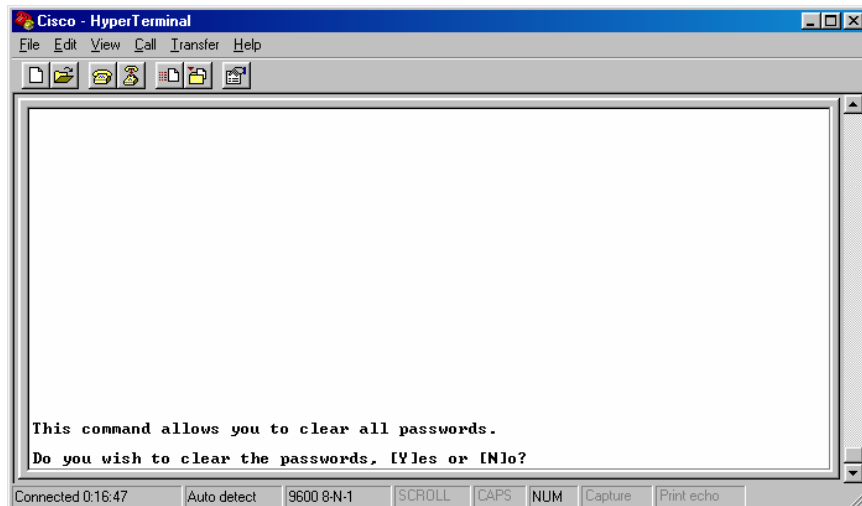 Cisco - HyperTerminal
File Edit View Call Transfer Help
This command allows you to clear all passwords.
Do you wish to clear the passwords, [Y]es or [N]o?
Connected 0:16:47 Auto detect 9600 8-N-1 SCROLL CAPS NUM Capture Print echo